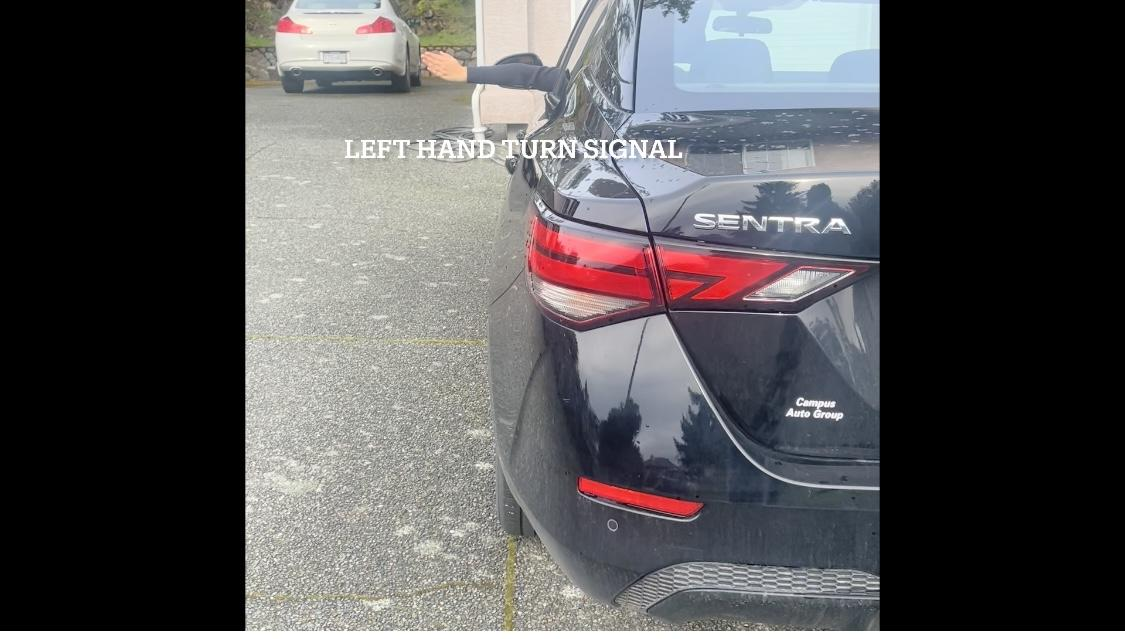 LEFT HAND TURN SIGNAL
SENTRA
Campus
Auto Group